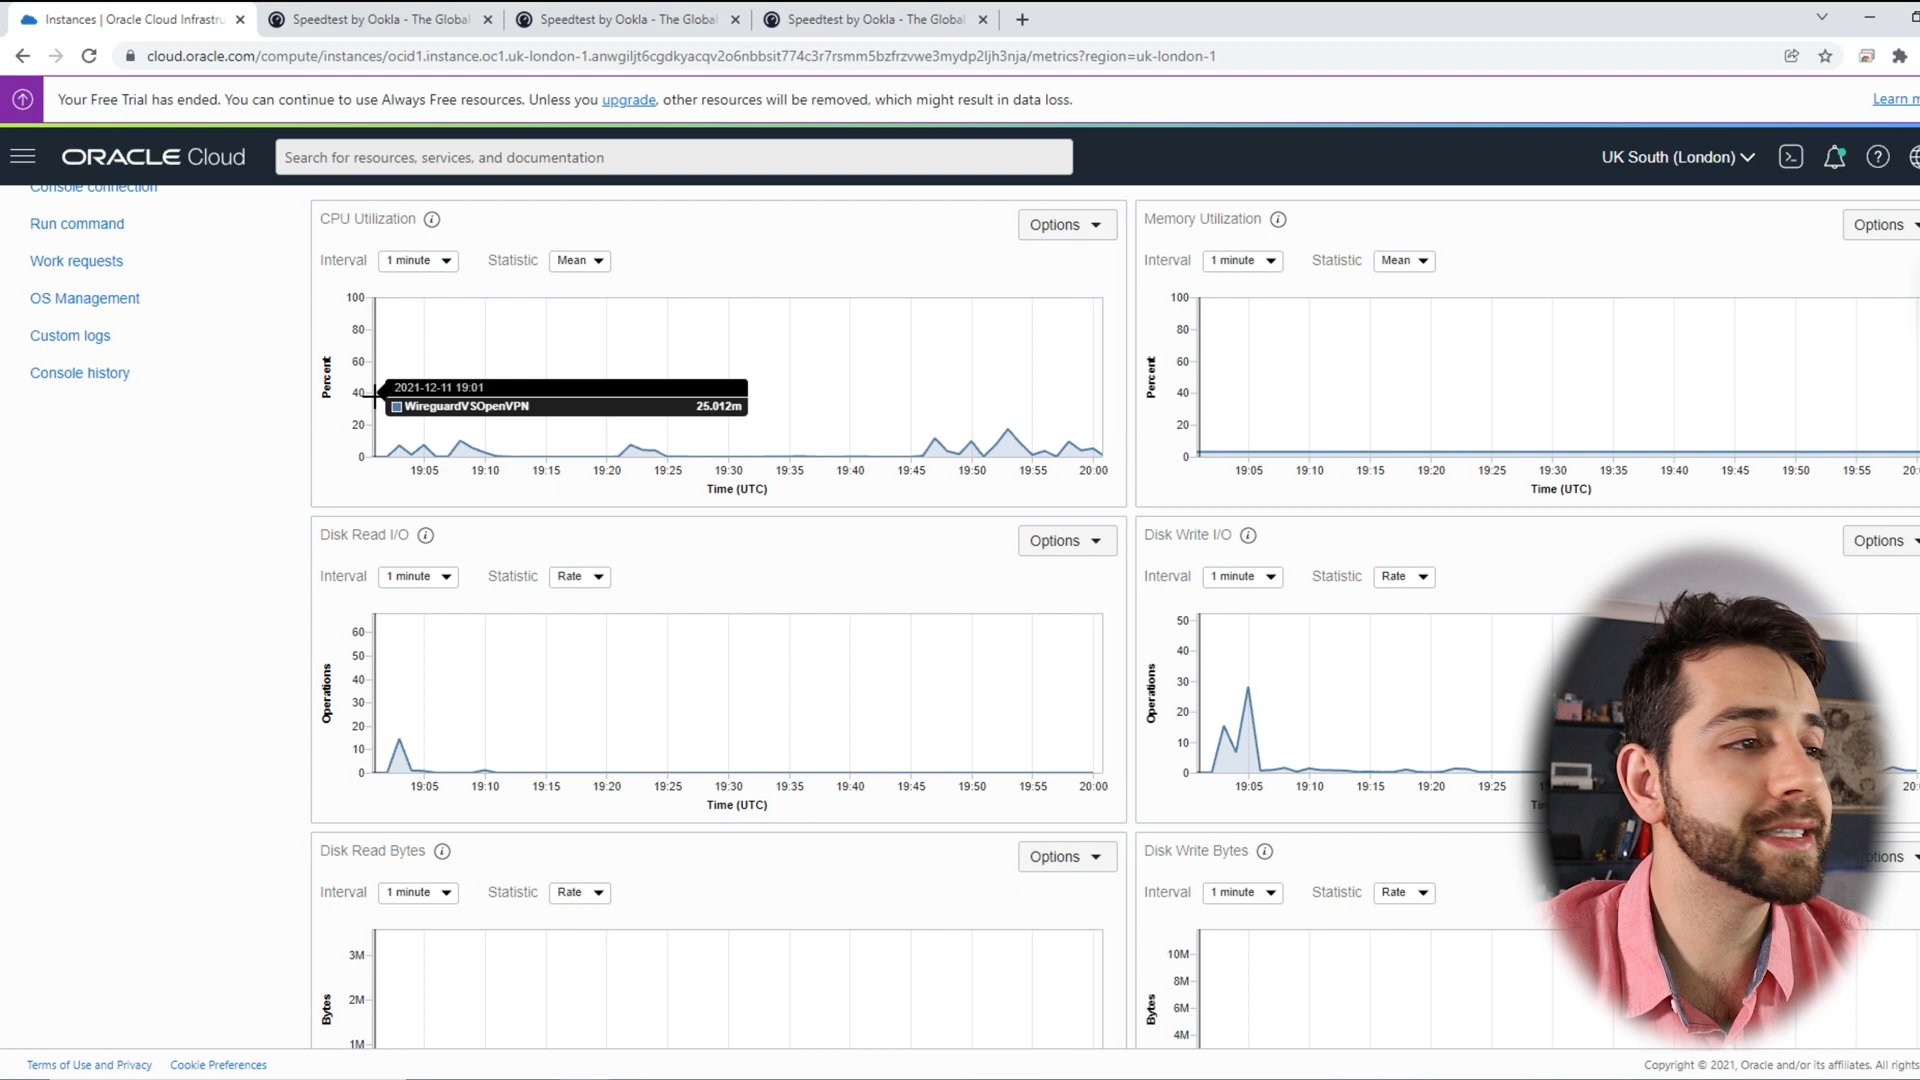 Instances | Oracle Cloud Infrastru
Speedtest by Ookla - The Global
Speedtest by Ookla - The Global
Speedtest by Ookla - The Global
cloud.oracle.com/compute/instances/ocid1.instance.oc1.uk-london-1.anwgiljt6cgdkyacqv2o6nbbsit774c3r7rsmm5bzfrzvwe3mydp2ljh3nja/metrics?region=uk-london-1
Your Free Trial has ended. You can continue to use Always Free resources. Unless you upgrade, other resources will be removed, which might result in data loss.
Learn m
ORACLE Cloud
Search for resources, services, and documentation
UK South (London)
Console connection
Run command
Work requests
OS Management
Custom logs
Console history
CPU Utilization
Options
Interval 1 minute Statistic Mean
100
80
60
40
20
0
Percent
2021-12-11 19:01
WireguardVSOpenVPN 25.012m
19:05 19:10 19:15 19:20 19:25 19:30 19:35 19:40 19:45 19:50 19:55 20:00
Time (UTC)
Memory Utilization
Options
Interval 1 minute Statistic Mean
100
80
60
40
20
0
Percent
19:05 19:10 19:15 19:20 19:25 19:30 19:35 19:40 19:45 19:50 19:55 20:
Time (UTC)
Disk Read I/O
Options
Interval 1 minute Statistic Rate
60
50
40
30
20
10
0
Operations
19:05 19:10 19:15 19:20 19:25 19:30 19:35 19:40 19:45 19:50 19:55 20:00
Time (UTC)
Disk Write I/O
Options
Interval 1 minute Statistic Rate
50
40
30
20
10
0
Operations
19:05 19:10 19:15 19:20 19:25 20:
Disk Read Bytes
Options
Interval 1 minute Statistic Rate
3M
2M
1M
Bytes
Disk Write Bytes
ptions
Interval 1 minute Statistic Rate
10M
8M
6M
4M
Bytes
Terms of Use and Privacy Cookie Preferences
Copyright © 2021, Oracle and/or its affiliates. All rights